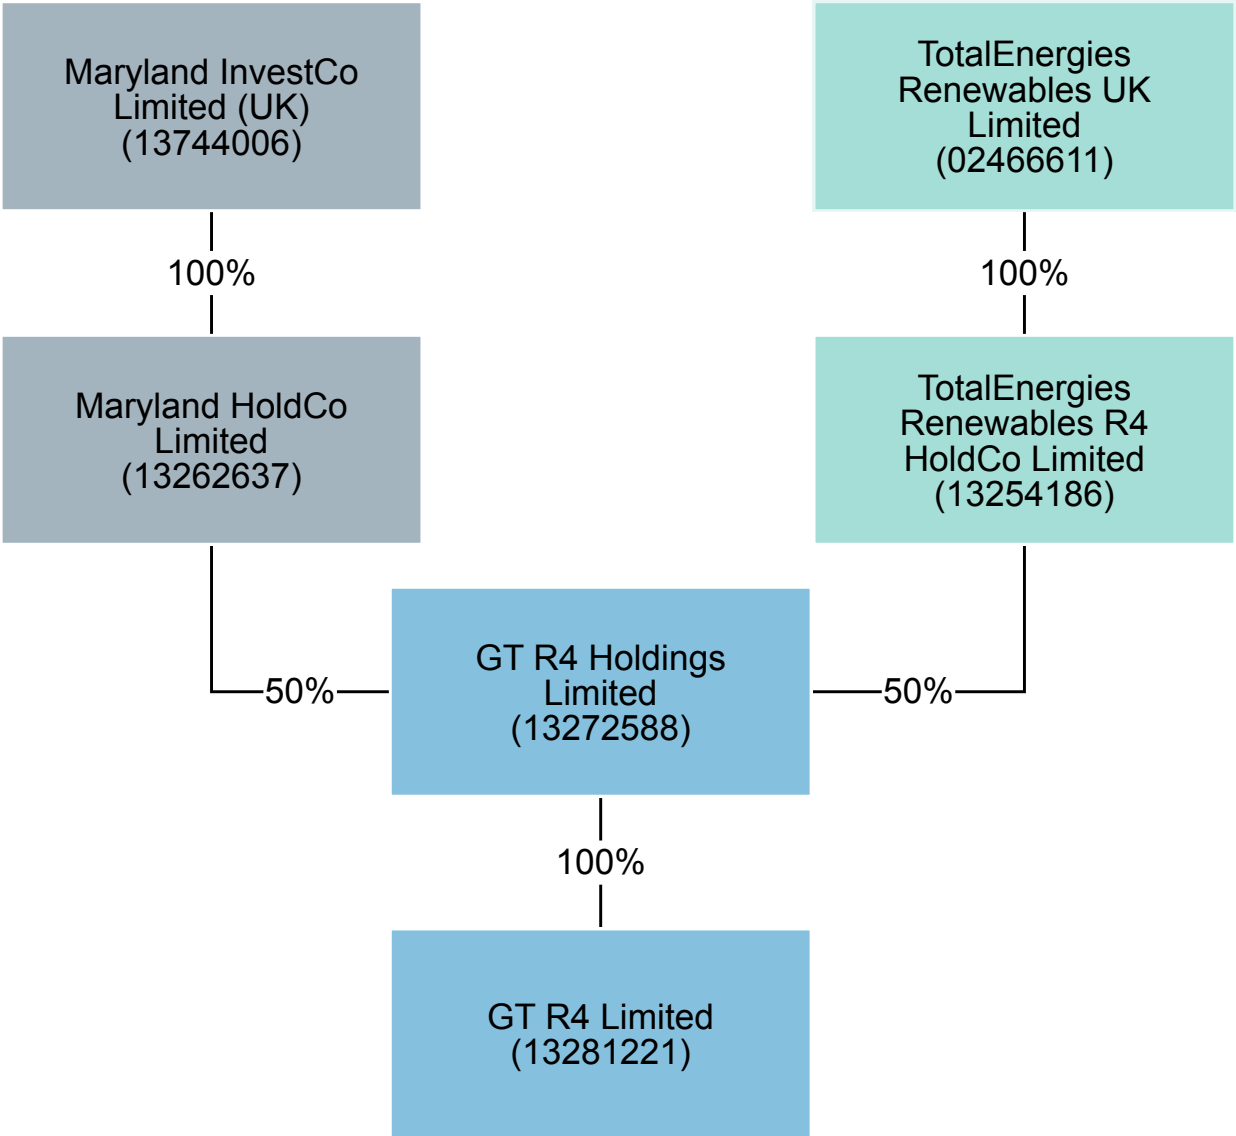 Maryland InvestCo
Limited (UK)
(13744006)
TotalEnergies
Renewables UK
Limited
(02466611)
100%
100%
Maryland HoldCo
Limited
(13262637)
TotalEnergies
Renewables R4
HoldCo Limited
(13254186)
50%
GT R4 Holdings
Limited
(13272588)
50%
100%
GT R4 Limited
(13281221)